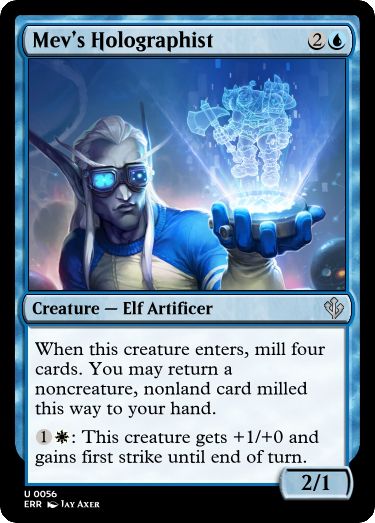 Mev's Holographist 2
Creature — Elf Artificer
When this creature enters, mill four
cards. You may return a
noncreature, nonland card milled
this way to your hand.
1 : This creature gets +1/+0 and
gains first strike until end of turn.
2/1
U 0056
ERR Jay Axer